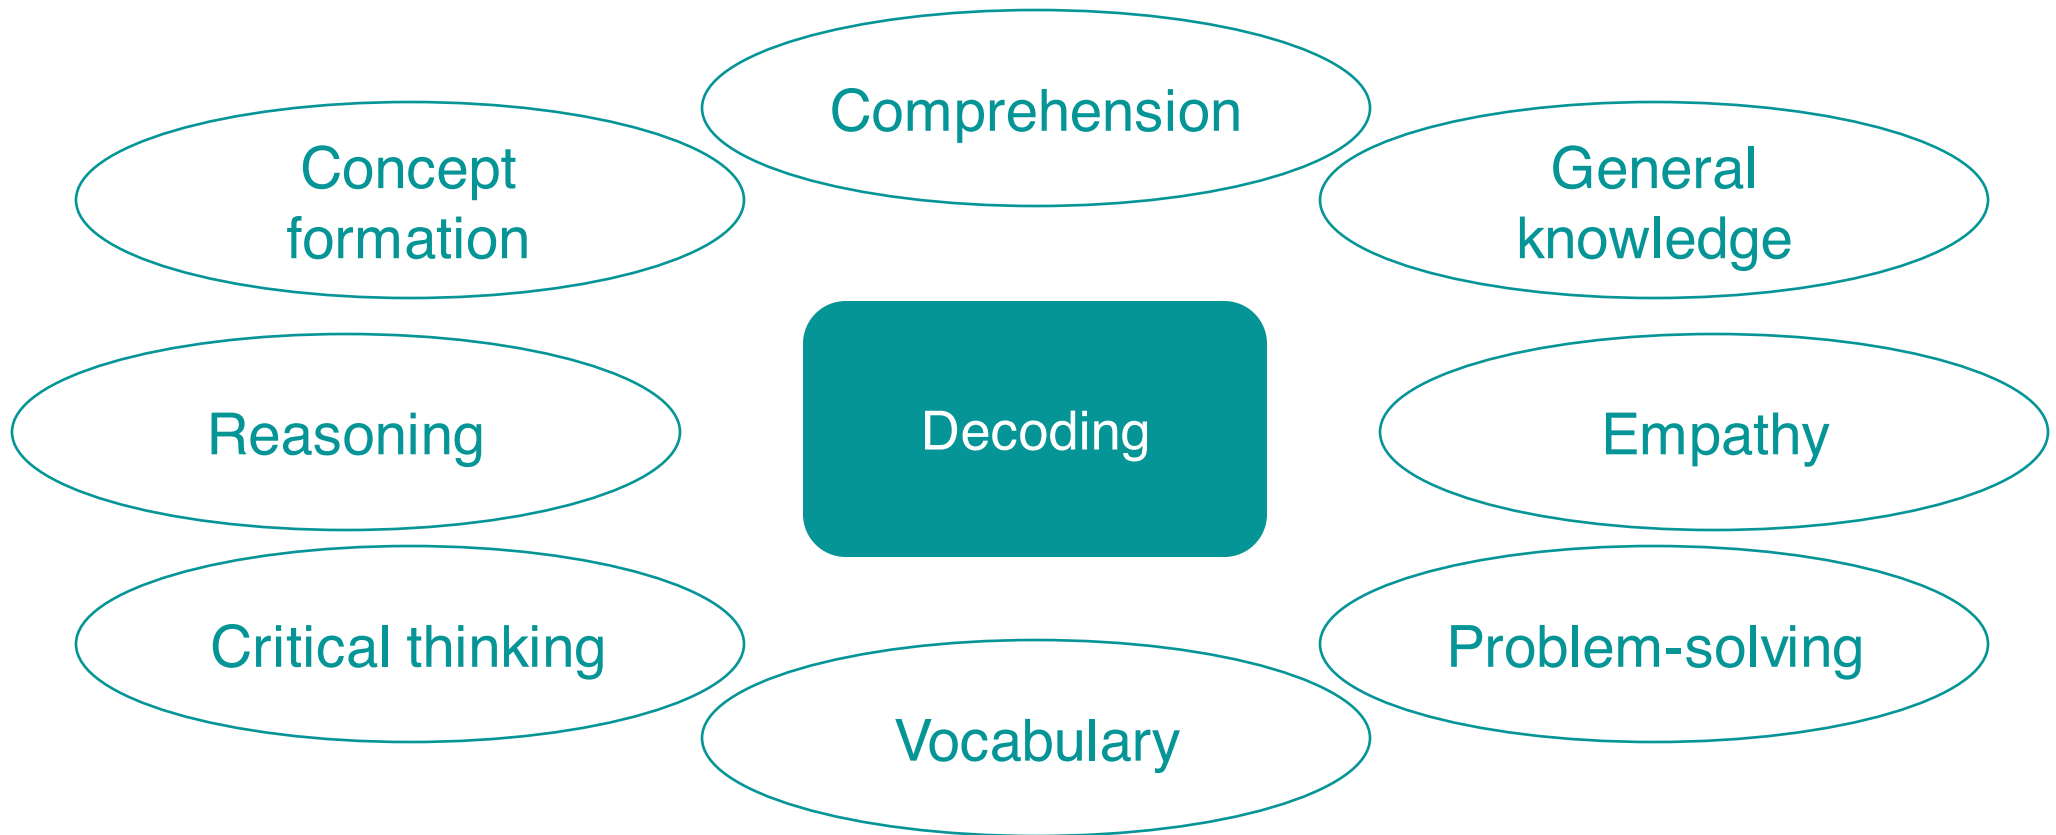 Comprehension
Concept
formation
General
knowledge
Reasoning
Decoding
Empathy
Critical thinking
Problem-solving
Vocabulary